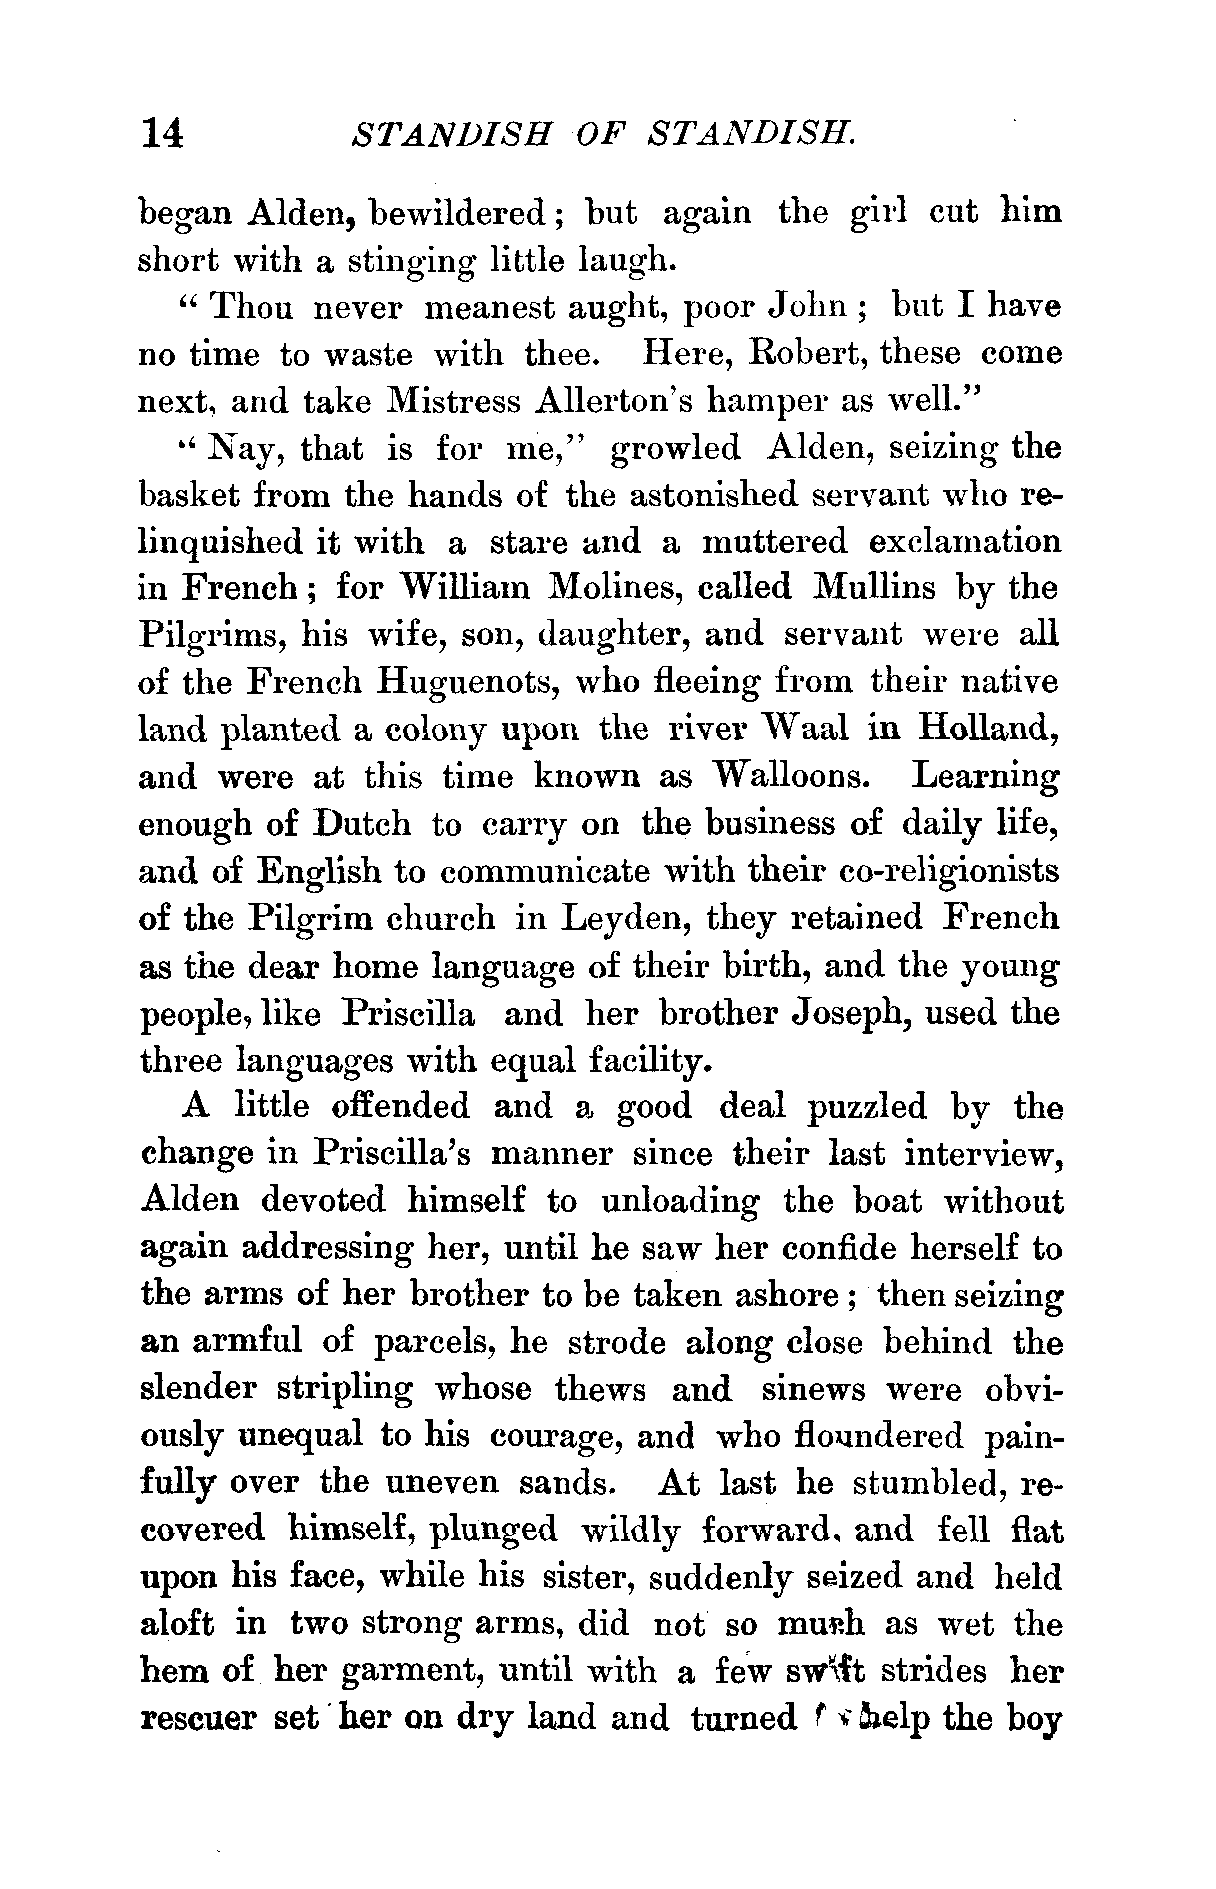 14 STANDISH OF STANDISH.
began Alden, bewildered; but again the girl cut him
short with a stinging little laugh.
"Thou never meanest aught, poor John; but I have
no time to waste with thee. Here, Robert, these come
next, and take Mistress Allerton's hamper as well."
"Nay, that is for me," growled Alden, seizing the
basket from the hands of the astonished servant who re-
linquished it with a stare and a muttered exclamation
in French; for William Molines, called Mullins by the
Pilgrims, his wife, son, daughter, and servant were all
of the French Huguenots, who fleeing from their native
land planted a colony upon the river Waal in Holland,
and were at this time known as Walloons. Learning
enough of Dutch to carry on the business of daily life,
and of English to communicate with their co-religionists
of the Pilgrim church in Leyden, they retained French
as the dear home language of their birth, and the young
people, like Priscilla and her brother Joseph, used the
three languages with equal facility.
A little offended and a good deal puzzled by the
change in Priscilla's manner since their last interview,
Alden devoted himself to unloading the boat without
again addressing her, until he saw her confide herself to
the arms of her brother to be taken ashore; then seizing
an armful of parcels, he strode along close behind the
slender stripling whose thews and sinews were obvi-
ously unequal to his courage, and who floundered pain-
fully over the uneven sands. At last he stumbled, re-
covered himself, plunged wildly forward, and fell flat
upon his face, while his sister, suddenly seized and held
aloft in two strong arms, did not so much as wet the
hem of her garment, until with a few swift strides her
rescuer set her on dry land and turned help the boy